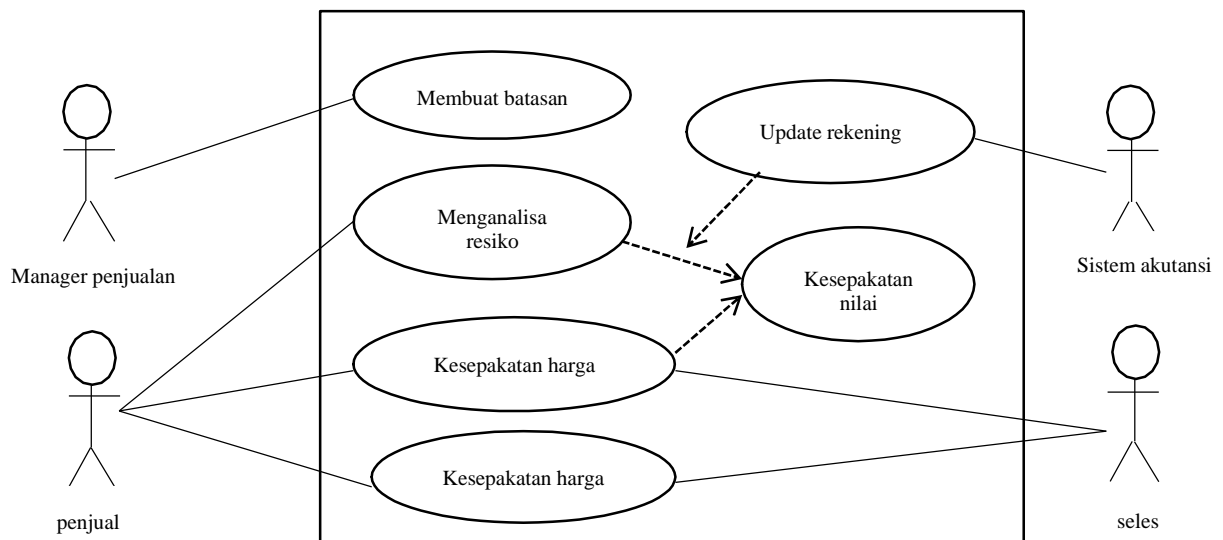 Membuat batasan
Update rekening
Manager penjualan
Menganalisa
resiko
Kesepakatan
nilai
Sistem akutansi
Kesepakatan harga
Kesepakatan harga
penjual
seles